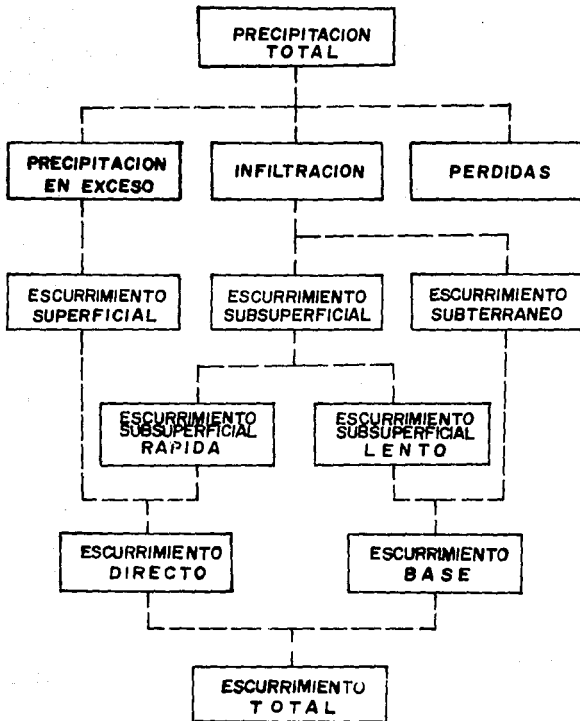 PRECIPITACION
TOTAL
PRECIPITACION
EN EXCESO
INFILTRACION
PERDIDAS
ESCURRIMIENTO
SUPERFICIAL
ESCURRIMIENTO
SUBSUPERFICIAL
ESCURRIMIENTO
SUBTERRANEO
ESCURRIMIENTO
SUBSUPERFICIAL
RAPIDA
ESCURRIMIENTO
SUBSUPERFICIAL
LENTO
ESCURRIMIENTO
DIRECTO
ESCURRIMIENTO
BASE
ESCURRIMIENTO
TOTAL